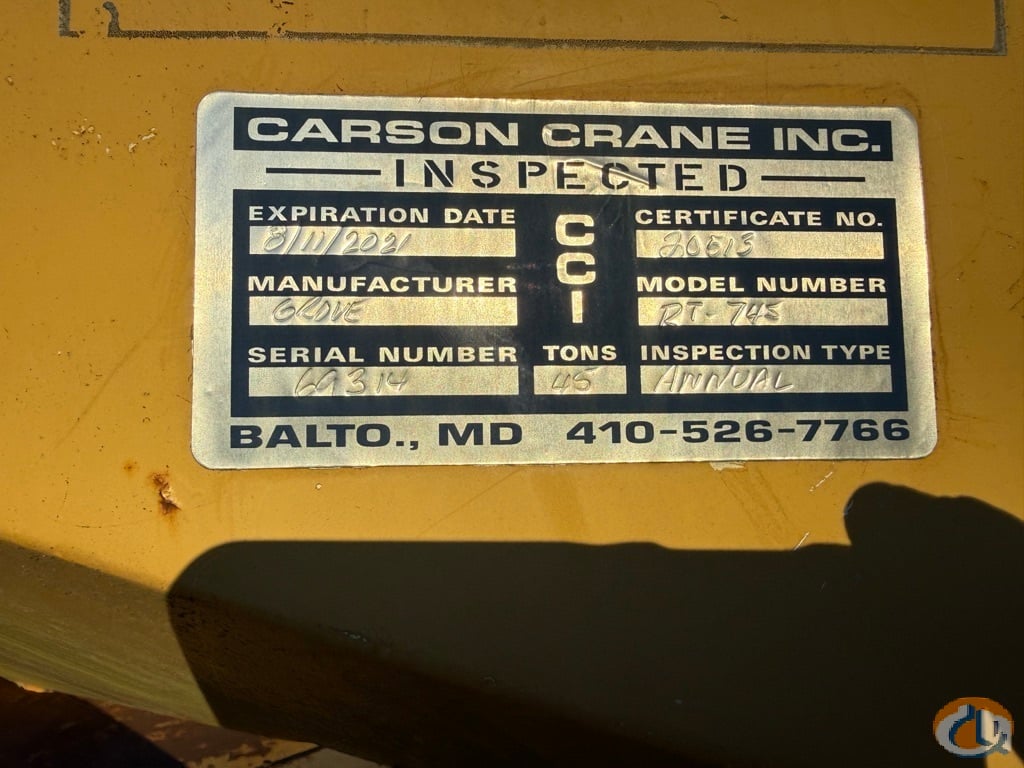 CARSON CRANE INC.
INSPECTED
EXPIRATION DATE
8/11/2021
CCI
CERTIFICATE NO.
MANUFACTURER
GROVE
MODEL NUMBER
RT-745
SERIAL NUMBER
69314
TONS
45
INSPECTION TYPE
ANNUAL
BALTO., MD 410-526-7766